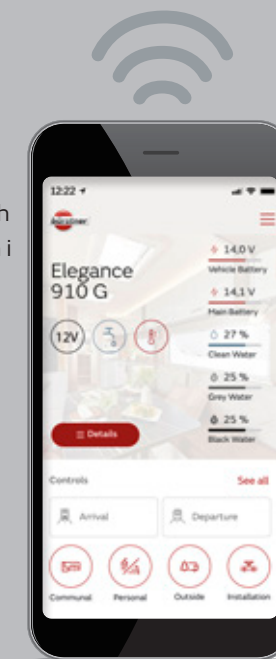 h
i
12:22
Elegance
910 G
12V
14,0 V
Vehicle Battery
14,1 V
Main Battery
27 %
Clean Water
25 %
Grey Water
25 %
Black Water
Details
Controls
See all
Arrival
Departure
Communal
Personal
Outside
Installation